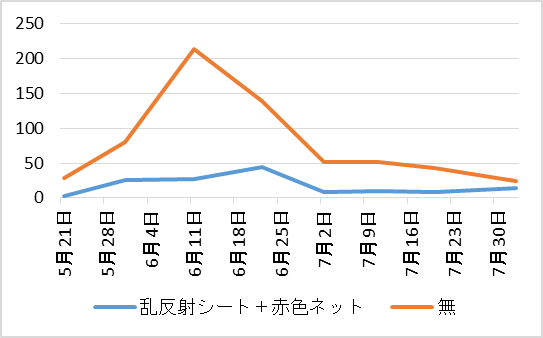 250
200
150
100
50
0
5月21日
5月28日
6月4日
6月11日
6月18日
6月25日
7月2日
7月9日
7月16日
7月23日
7月30日
乱反射シート＋赤色ネット
無